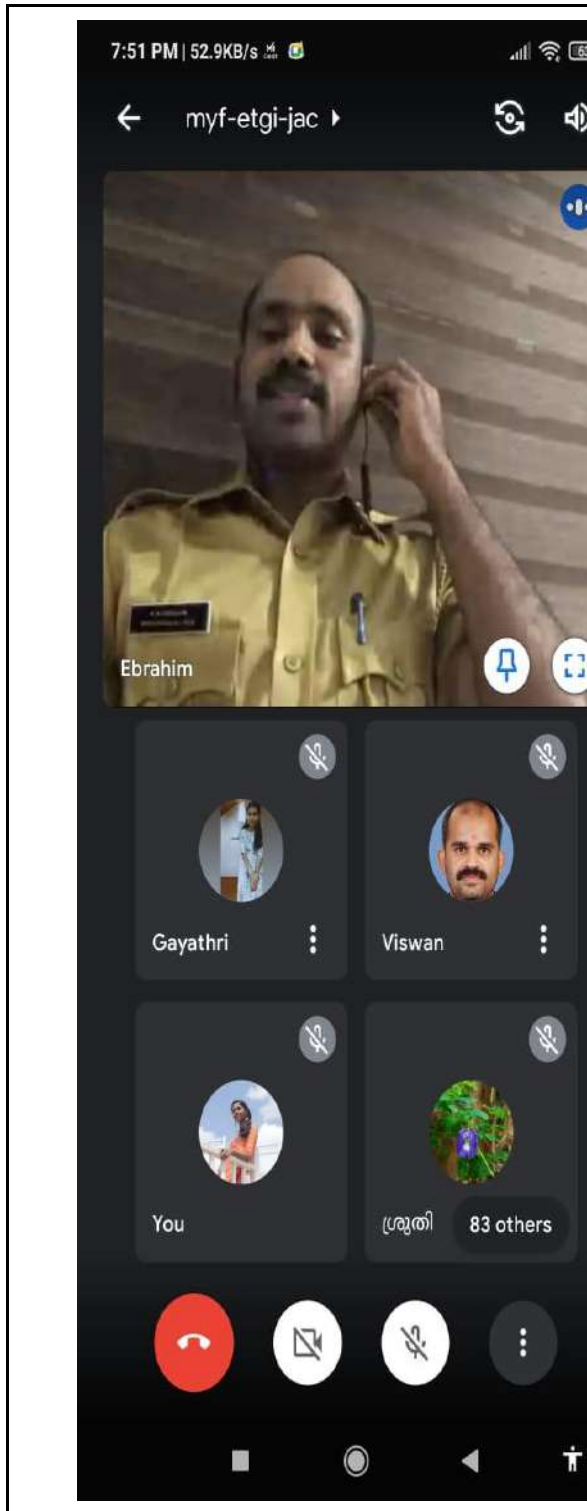 7:51 PM | 52.9KB/s
myf-etgi-jac
Ebrahim
Gayathri
Viswan
You
ശ്രുതി
83 others